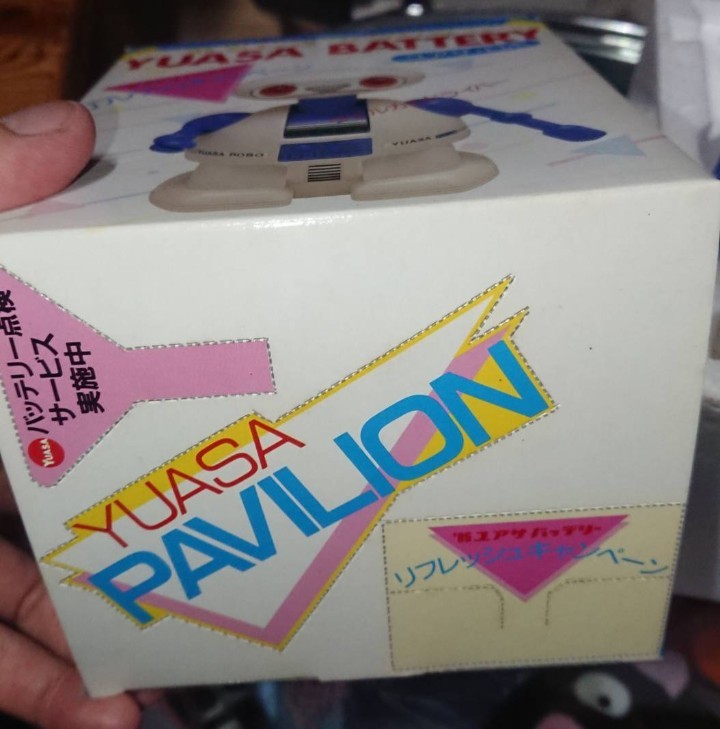 YUASA BATTERY
YUASA ROBO
YUASA
バッテリー点検
サービス
実施中
YUASA
YUASA
PAVILION
'85ユアサバッテリー
リフレッシュキャンペーン